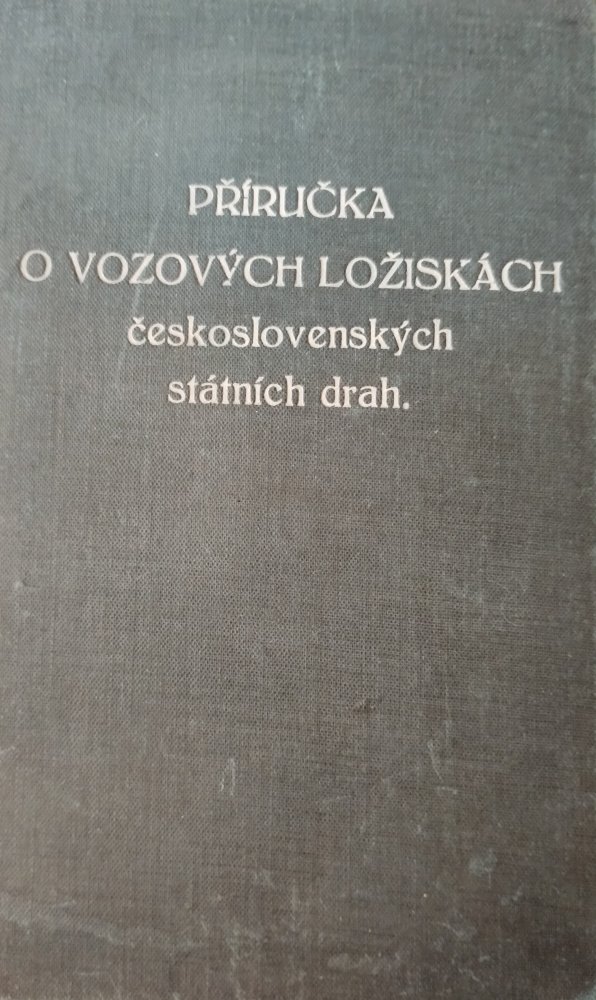 PŘÍRUČKA
O VOZOVÝCH LOŽISKÁCH
československých
státních drah.